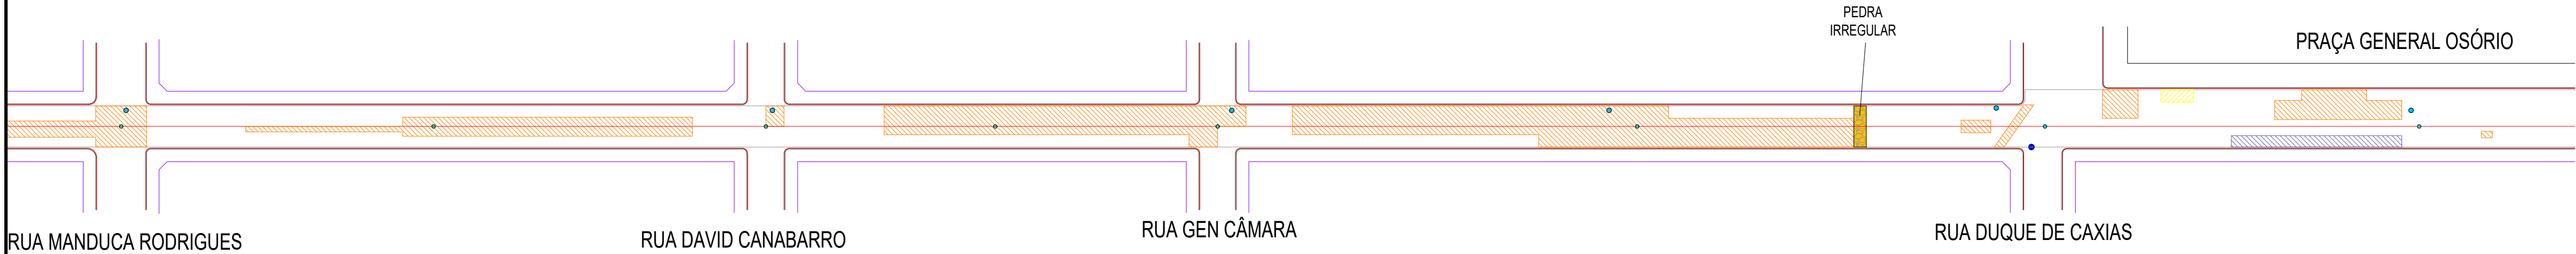 PEDRA
IRREGULAR
PRAÇA GENERAL OSÓRIO
RUA MANDUCA RODRIGUES
RUA DAVID CANABARRO
RUA GEN CÂMARA
RUA DUQUE DE CAXIAS